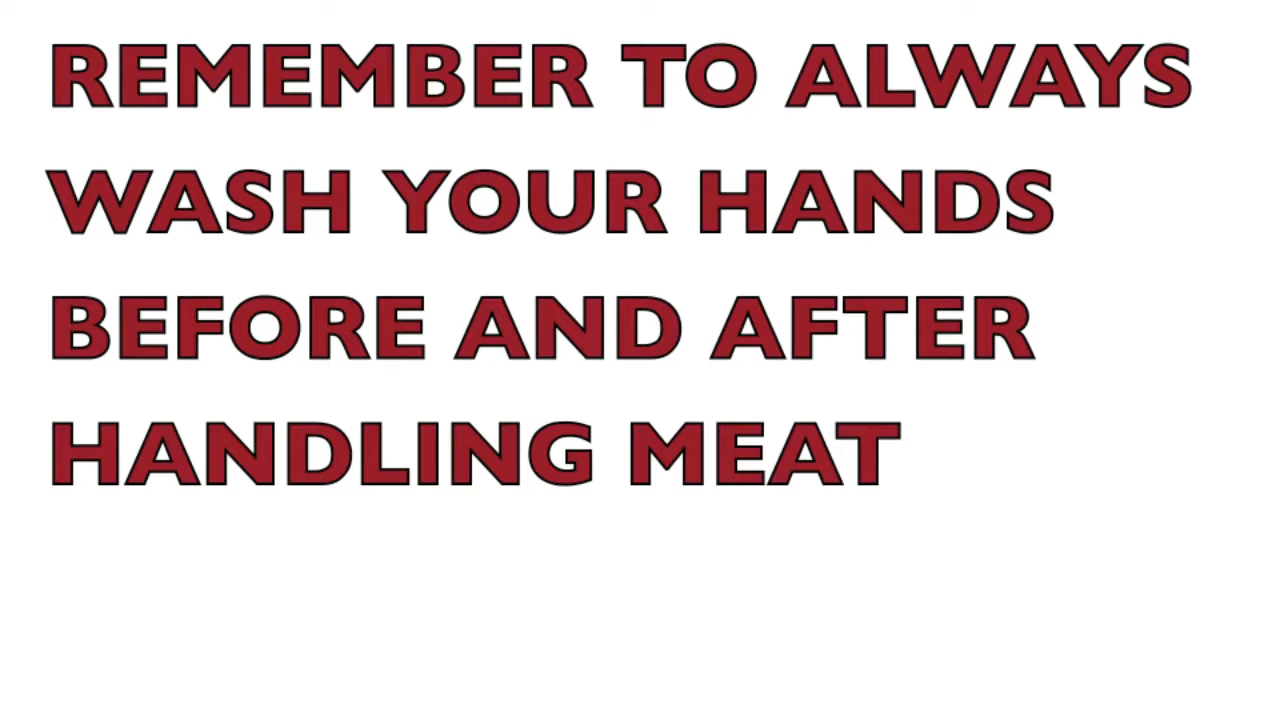 REMEMBER TO ALWAYS
WASH YOUR HANDS
BEFORE AND AFTER
HANDLING MEAT